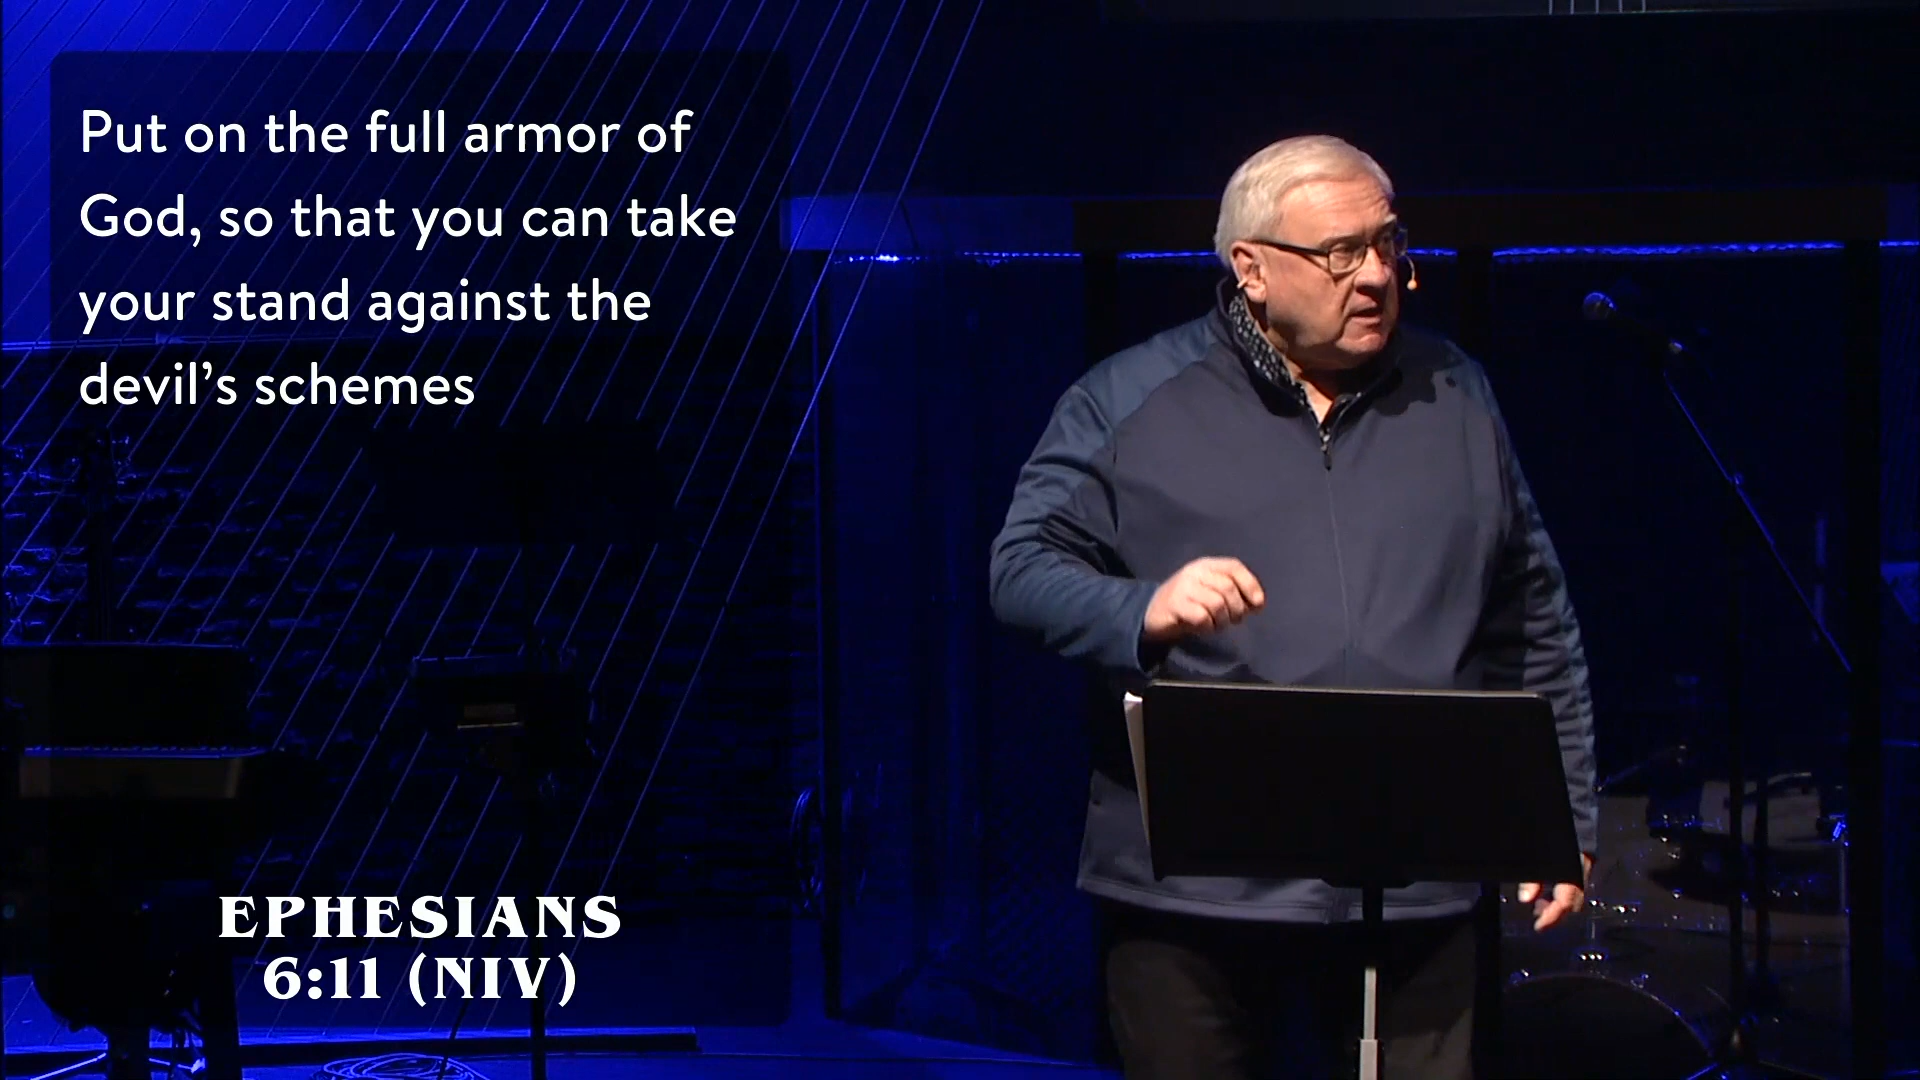 Put on the full armor of
God, so that you can take
your stand against the
devil’s schemes
EPHESIANS
6:11 (NIV)